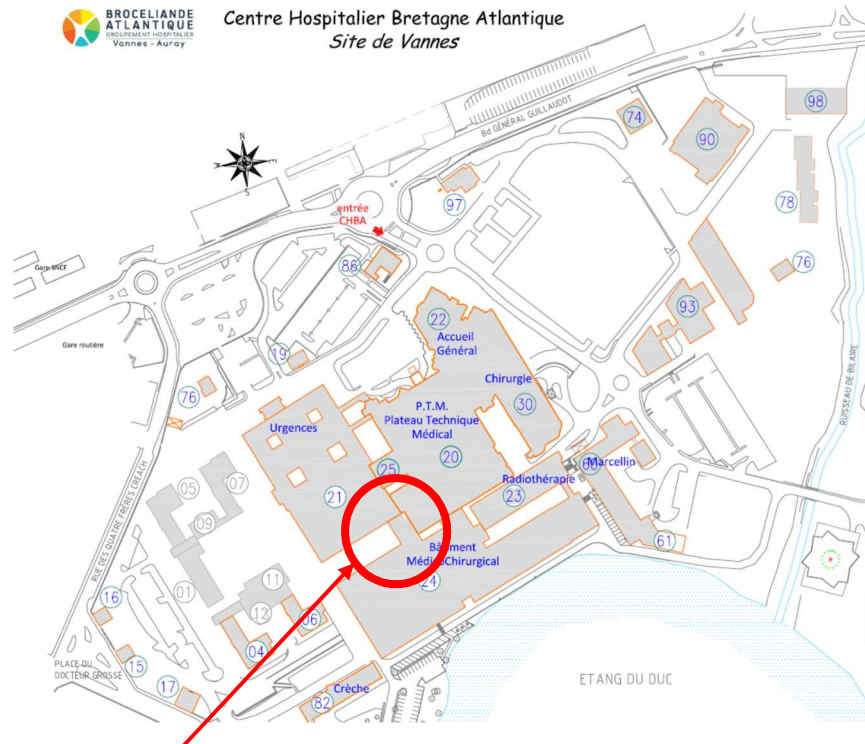 BROCELIANDE
ATLANTIQUE
GROUPEMENT HOSPITALIER
Vannes - Auray
Centre Hospitalier Bretagne Atlantique
Site de Vannes
98
74
Bd GÉNÉRAL GUILLAUDOT
90
N
E
S
97
78
entrée
CHBA
86
76
Gare SNCF
93
22
Accueil
Général
Gare routière
19
Chirurgie
76
30
P.T.M.
Plateau Technique
Médical
Urgences
20
RUISSEAU DE BILAIRE
25
60
Marcellin
Radiothérapie
05
07
21
23
09
RUE DES QUATRE FRÈRES CREACH
61
Bâtiment
MédicoChirurgical
24
11
01
12
16
06
04
15
PLACE DU
DOCTEUR GROSSE
17
Crèche
82
ETANG DU DUC